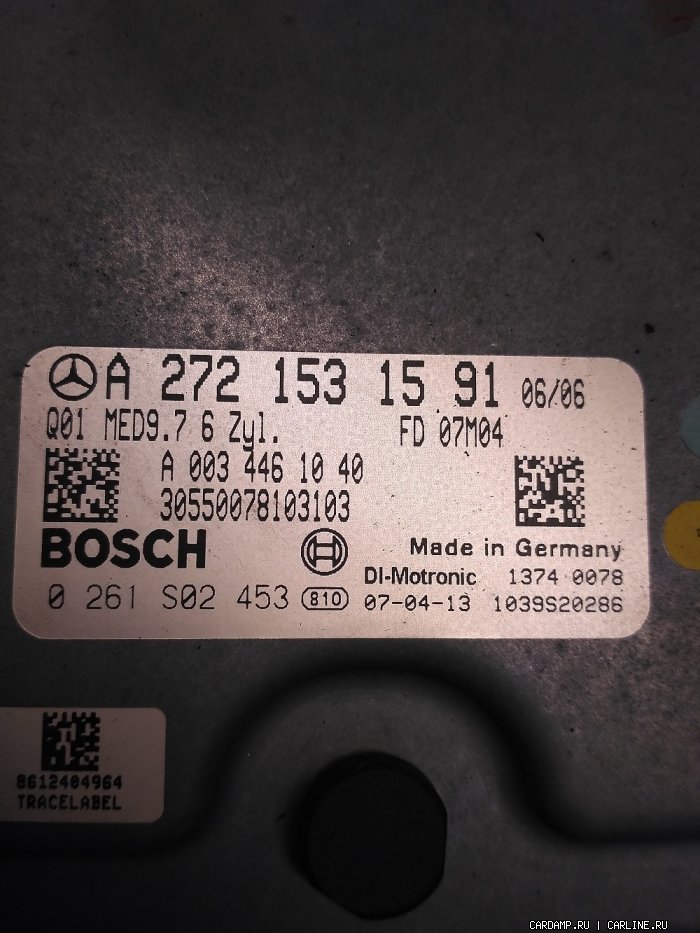 A 272 153 15 91 06/06
Q01 MED9.7 6 Zyl. FD 07M04
A 003 446 10 40
30550078103103
BOSCH Made in Germany
DI-Motronic 1374 0078
0 261 S02 453 810 07-04-13 1039S20286
8612404964
TRACELABEL
CARDAMP.RU | CARLINE.RU